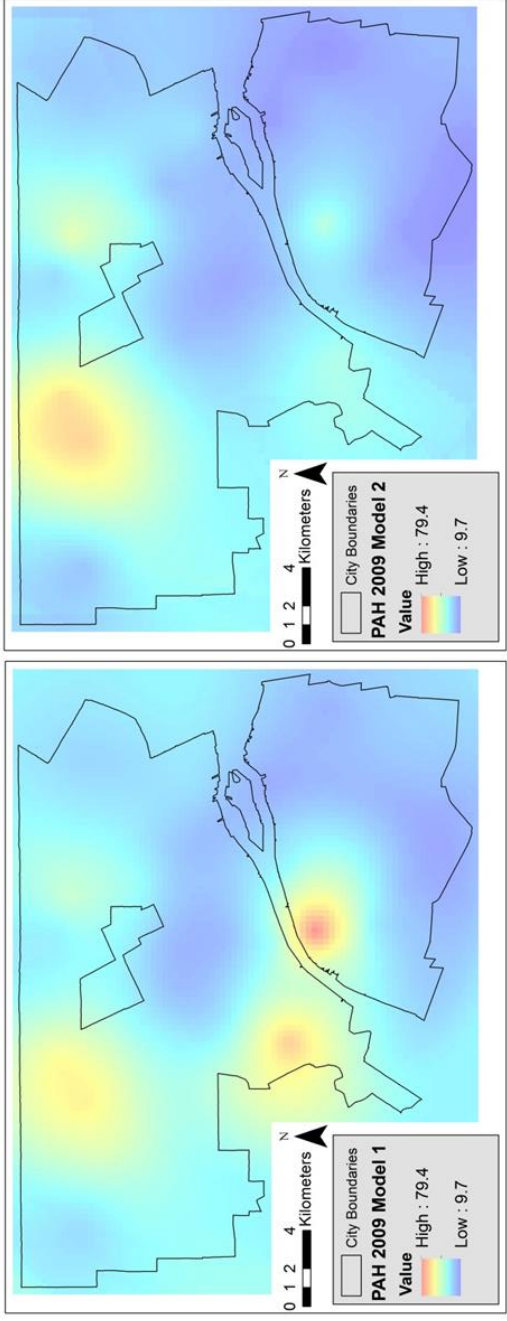 N
0 1 2 4
Kilometers
City Boundaries
PAH 2009 Model 1
Value
High : 79.4
Low : 9.7
N
0 1 2 4
Kilometers
City Boundaries
PAH 2009 Model 2
Value
High : 79.4
Low : 9.7